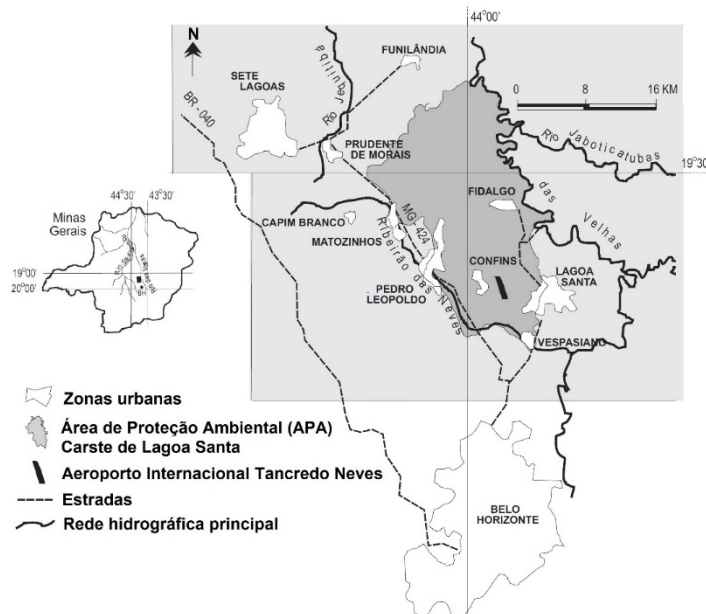 44°00'
N
FUNILÂNDIA
SETE
LAGOAS
Rio Jequitibá
BR - 040
0 8 16 KM
Rio Jaboticatubas
PRUDENTE
DE MORAIS
19°30'
FIDALGO
das Velhas
CAPIM BRANCO
MATOZINHOS
MG - 424
Ribeirão das Neves
CONFINS
LAGOA
SANTA
PEDRO
LEOPOLDO
VESPASIANO
44°30' 43°30'
Minas
Gerais
19°00'
20°00'
BH
Zonas urbanas
Área de Proteção Ambiental (APA)
Carste de Lagoa Santa
Aeroporto Internacional Tancredo Neves
Estradas
Rede hidrográfica principal
BELO
HORIZONTE